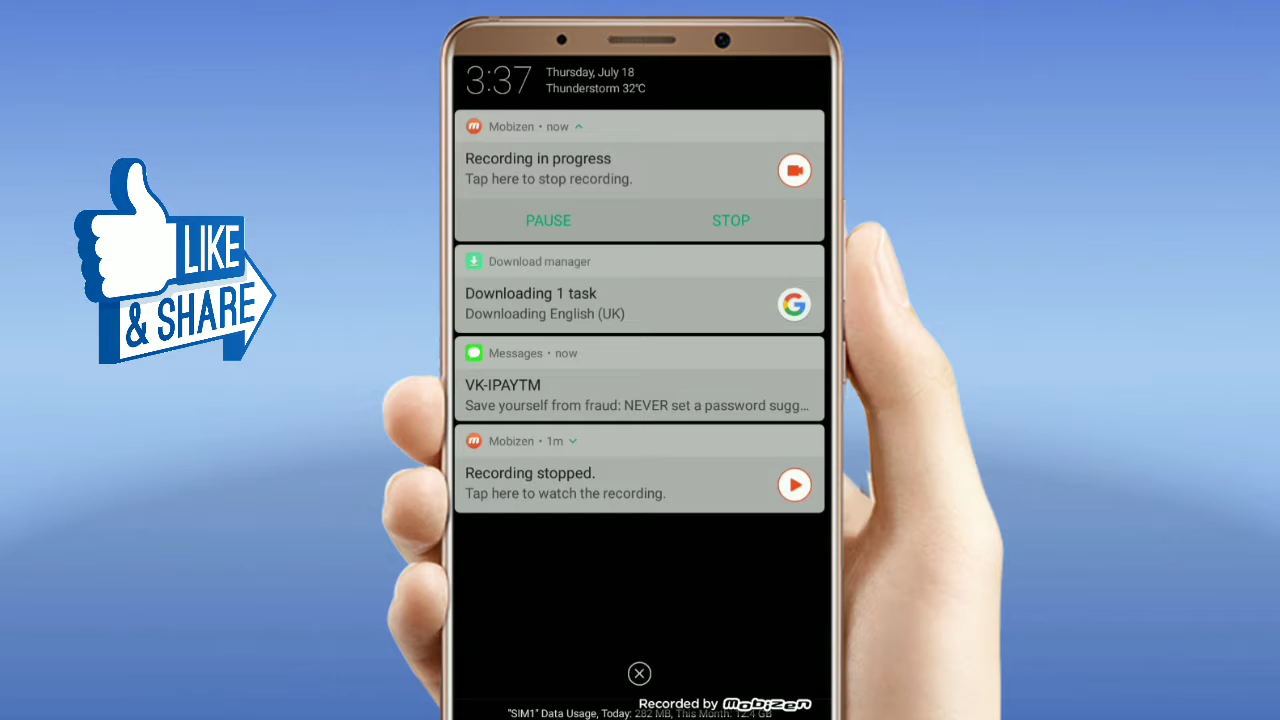 3:37
Thursday, July 18
Thunderstorm 32°C
Mobizen • now
Recording in progress
Tap here to stop recording.
PAUSE STOP
Download manager
Downloading 1 task
Downloading English (UK)
Messages • now
VK-IPAYTM
Save yourself from fraud: NEVER set a password sugg...
Mobizen • 1m
Recording stopped.
Tap here to watch the recording.
Recorded by mobizen
"SIM1" Data Usage, Today: 282 MB, This Month: 12.4 GB
LIKE
& SHARE